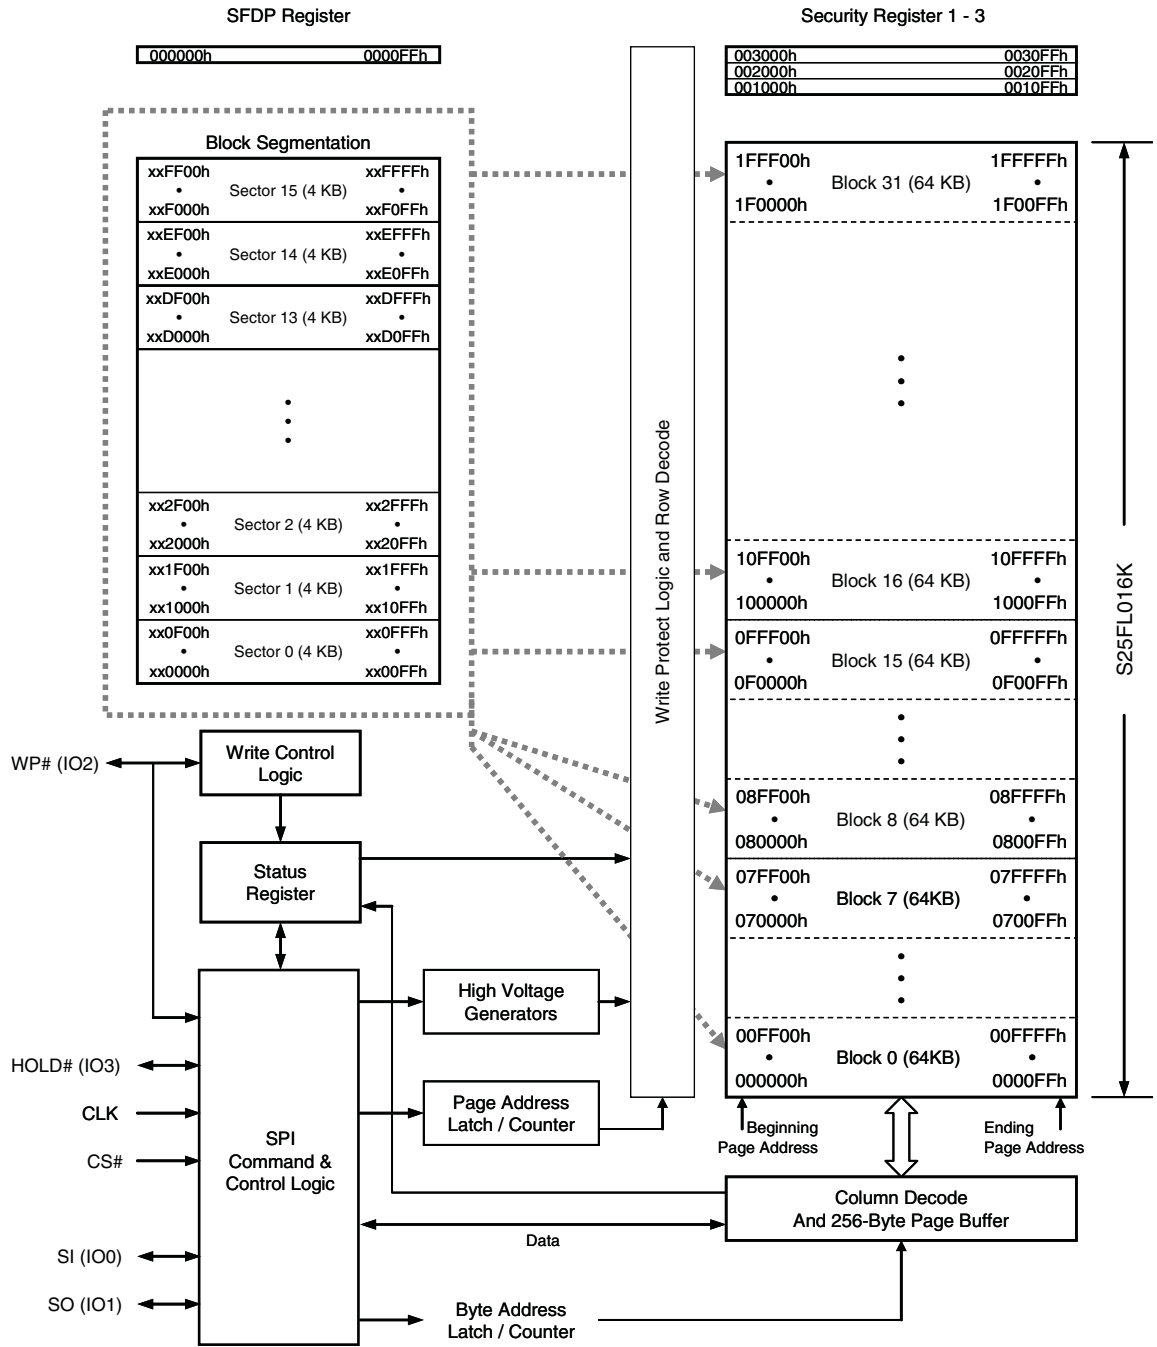 SFDP Register
000000h 0000FFh
Security Register 1 - 3
003000h 0030FFh
002000h 0020FFh
001000h 0010FFh
Block Segmentation
xxFF00h xxFFFFh
Sector 15 (4 KB)
xxF000h xxF0FFh
xxEF00h xxEFFFh
Sector 14 (4 KB)
xxE000h xxE0FFh
xxDF00h xxDFFFh
Sector 13 (4 KB)
xxD000h xxD0FFh
xx2F00h xx2FFFh
Sector 2 (4 KB)
xx2000h xx20FFh
xx1F00h xx1FFFh
Sector 1 (4 KB)
xx1000h xx10FFh
xx0F00h xx0FFFh
Sector 0 (4 KB)
xx0000h xx00FFh
Write Protect Logic and Row Decode
1FFF00h 1FFFFFh
Block 31 (64 KB)
1F0000h 1F00FFh
10FF00h 10FFFFh
Block 16 (64 KB)
100000h 1000FFh
0FFF00h 0FFFFFh
Block 15 (64 KB)
0F0000h 0F00FFh
08FF00h 08FFFFh
Block 8 (64 KB)
080000h 0800FFh
07FF00h 07FFFFh
Block 7 (64KB)
070000h 0700FFh
00FF00h 00FFFFh
Block 0 (64KB)
000000h 0000FFh
S25FL016K
Beginning
Page Address
Ending
Page Address
WP# (IO2)
Write Control
Logic
Status
Register
High Voltage
Generators
HOLD# (IO3)
CLK
CS#
SI (IO0)
SO (IO1)
SPI
Command &
Control Logic
Page Address
Latch / Counter
Column Decode
And 256-Byte Page Buffer
Data
Byte Address
Latch / Counter